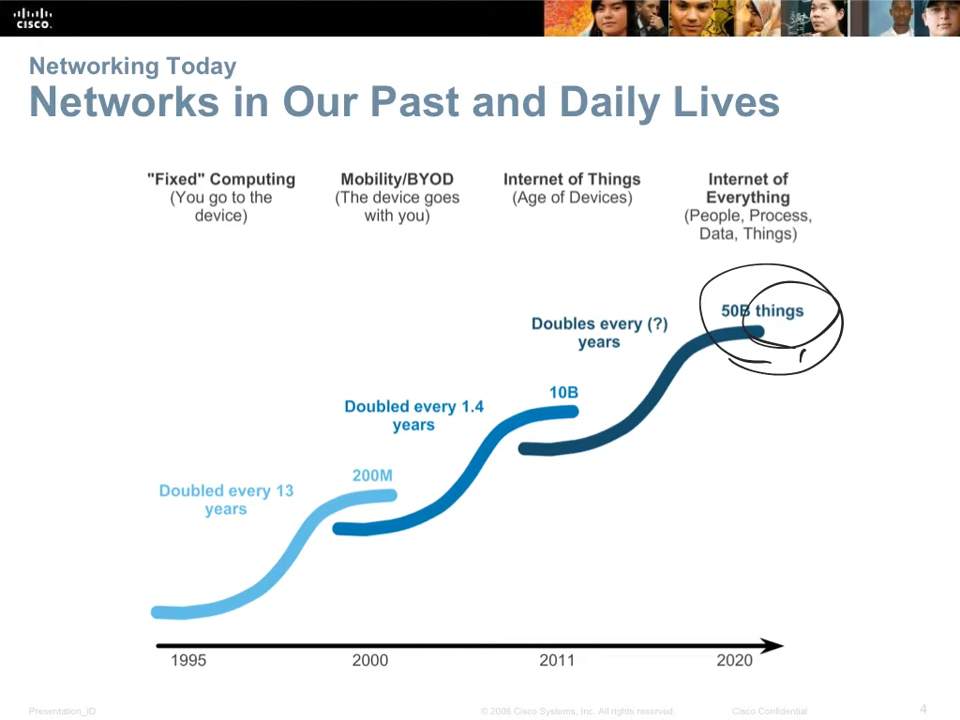 CISCO.
Networking Today
Networks in Our Past and Daily Lives
"Fixed" Computing
(You go to the
device)
Mobility/BYOD
(The device goes
with you)
Internet of Things
(Age of Devices)
Internet of
Everything
(People, Process,
Data, Things)
50B things
Doubles every (?)
years
10B
Doubled every 1.4
years
200M
Doubled every 13
years
1995
2000
2011
2020
Presentation_ID
© 2008 Cisco Systems, Inc. All rights reserved.
Cisco Confidential
4